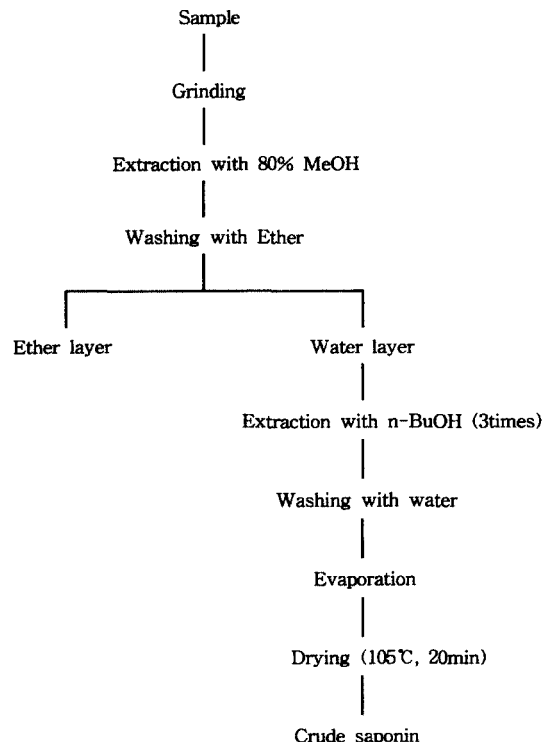 Sample
Grinding
Extraction with 80% MeOH
Washing with Ether
Ether layer
Water layer
Extraction with n-BuOH (3times)
Washing with water
Evaporation
Drying (105℃, 20min)
Crude saponin